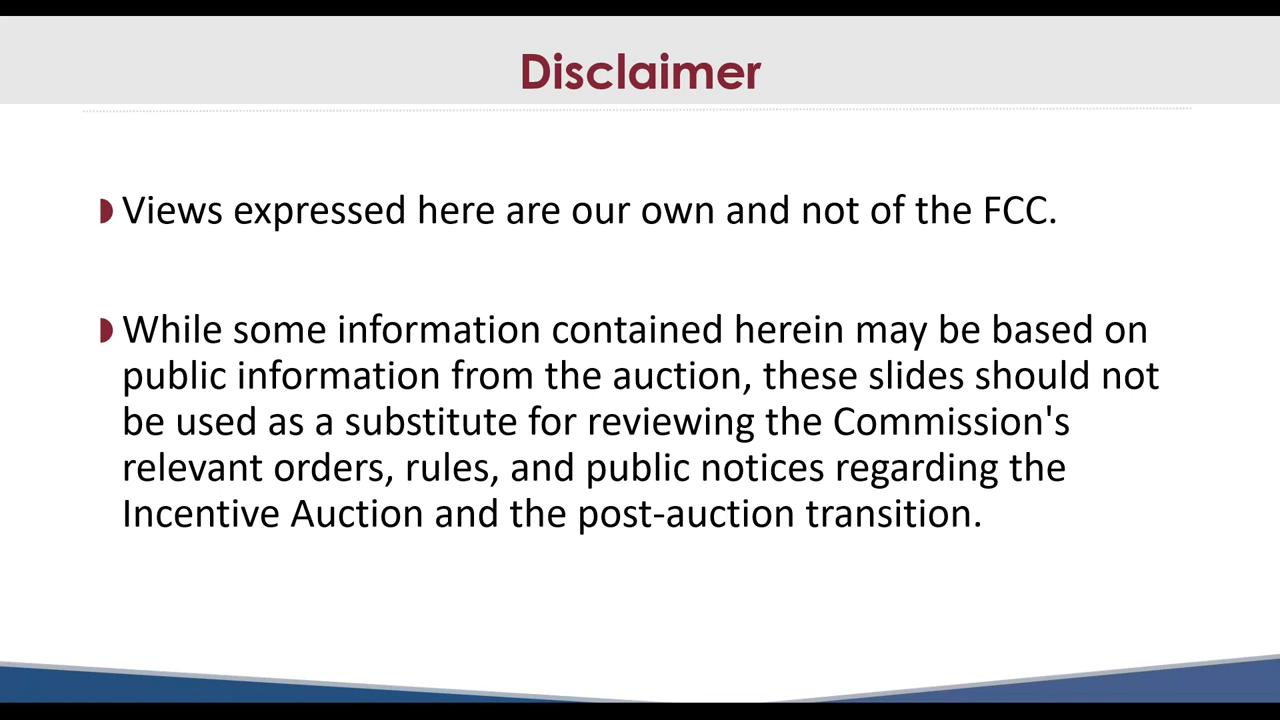 Disclaimer
Views expressed here are our own and not of the FCC.
While some information contained herein may be based on
public information from the auction, these slides should not
be used as a substitute for reviewing the Commission's
relevant orders, rules, and public notices regarding the
Incentive Auction and the post-auction transition.